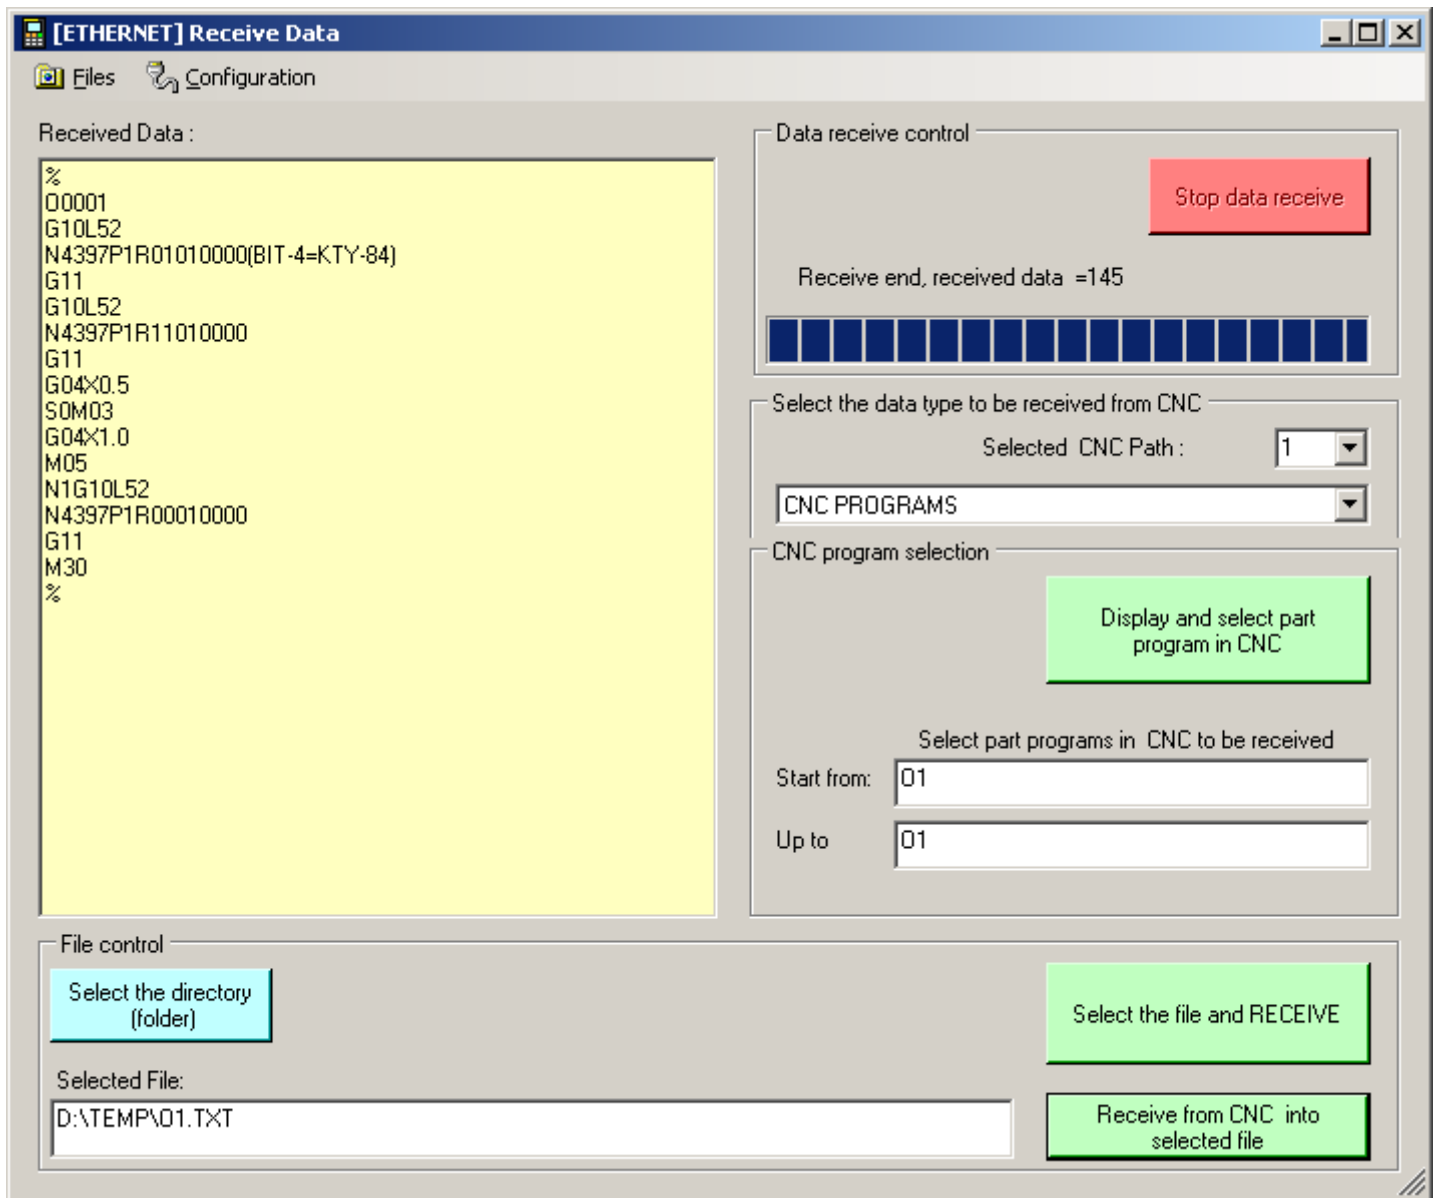 [ETHERNET] Receive Data
Files Configuration
Received Data :
%
O0001
G10L52
N4397P1R01010000(BIT-4=KTY-84)
G11
G10L52
N4397P1R11010000
G11
G04X0.5
S0M03
G04X1.0
M05
N1G10L52
N4397P1R00010000
G11
M30
%
Data receive control
Stop data receive
Receive end, received data =145
Select the data type to be received from CNC
Selected CNC Path :
1
CNC PROGRAMS
CNC program selection
Display and select part
program in CNC
Select part programs in CNC to be received
Start from:
O1
Up to
O1
File control
Select the directory
(folder)
Select the file and RECEIVE
Selected File:
D:\TEMP\O1.TXT
Receive from CNC into
selected file